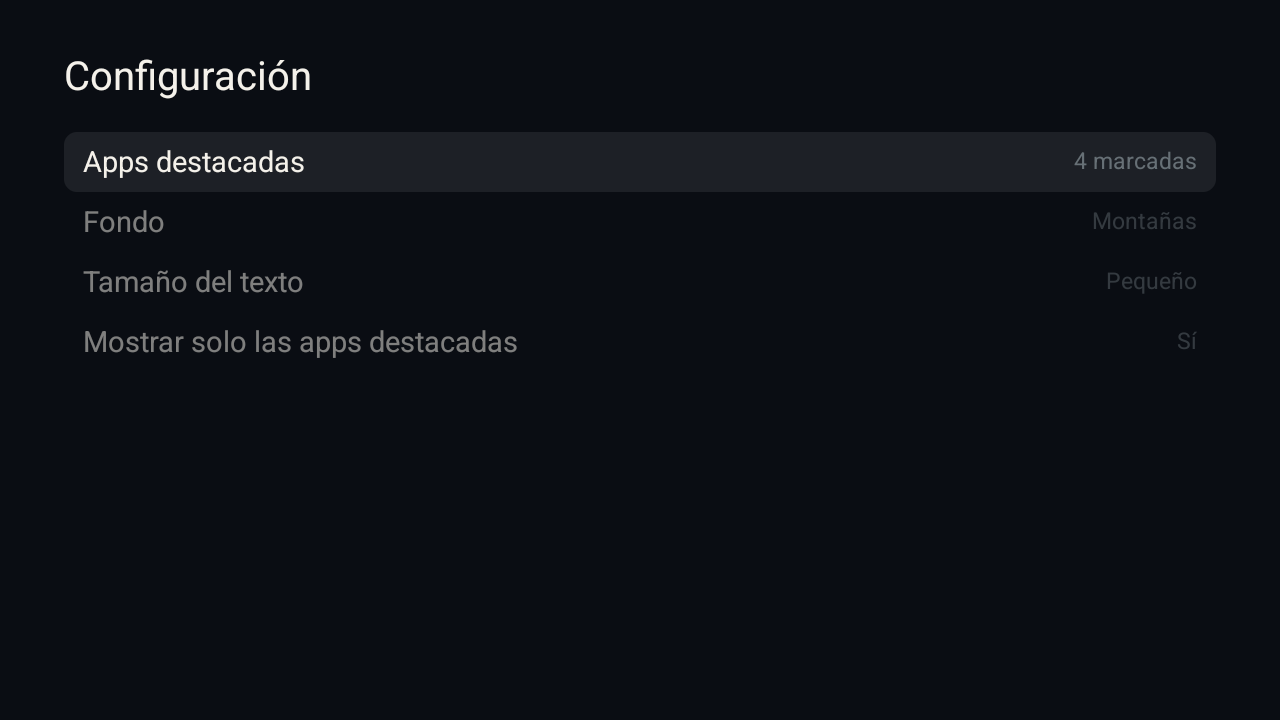 Configuración
Apps destacadas 4 marcadas
Fondo Montañas
Tamaño del texto Pequeño
Mostrar solo las apps destacadas Sí